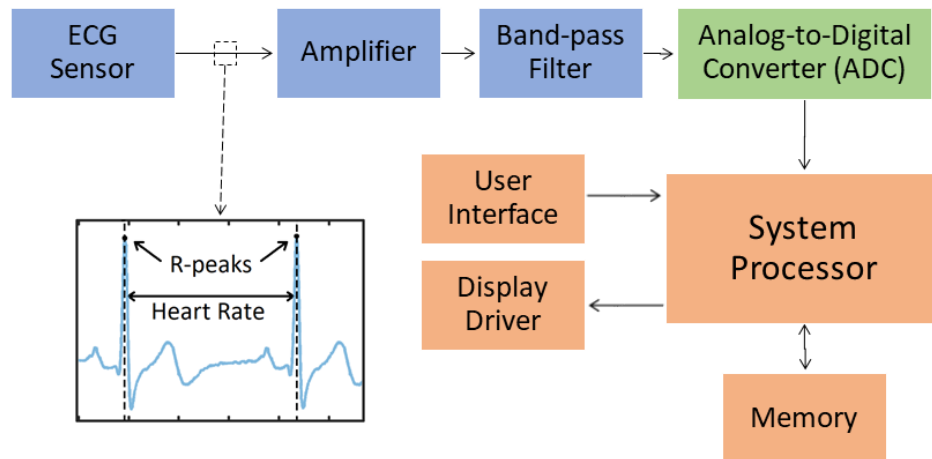 ECG
Sensor
Amplifier
Band-pass
Filter
Analog-to-Digital
Converter (ADC)
User
Interface
System
Processor
R-peaks
Heart Rate
Display
Driver
Memory